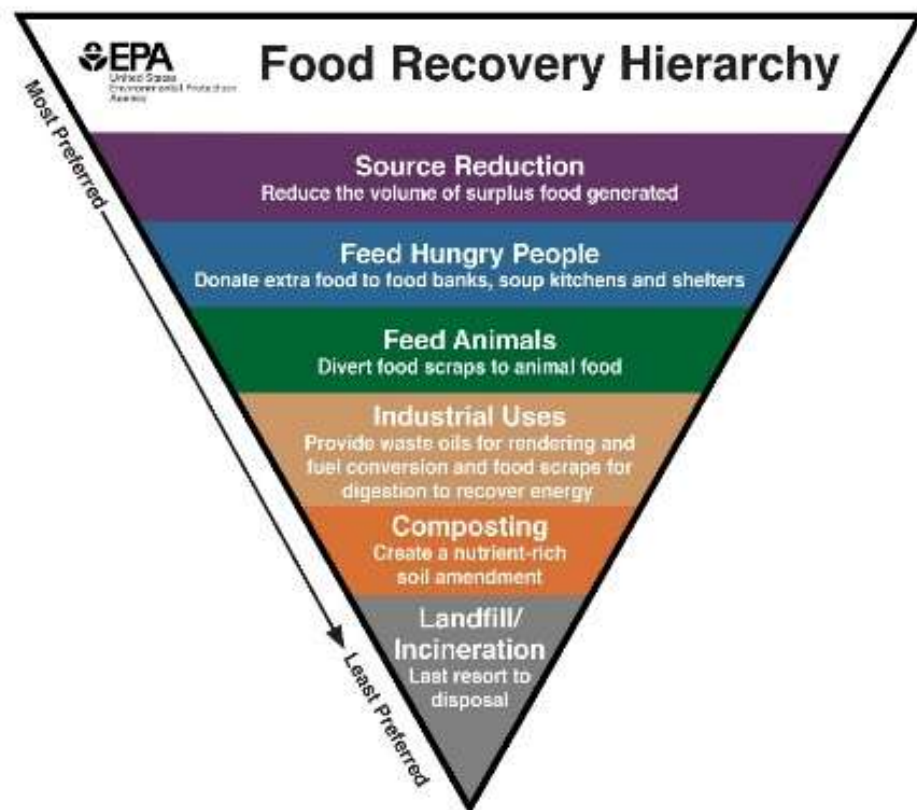 EPA
United States
Environmental Protection
Agency
Food Recovery Hierarchy
Most Preferred
Source Reduction
Reduce the volume of surplus food generated
Feed Hungry People
Donate extra food to food banks, soup kitchens and shelters
Feed Animals
Divert food scraps to animal food
Industrial Uses
Provide waste oils for rendering and
fuel conversion and food scraps for
digestion to recover energy
Composting
Create a nutrient-rich
soil amendment
Landfill/
Incineration
Last resort to
disposal
Least Preferred